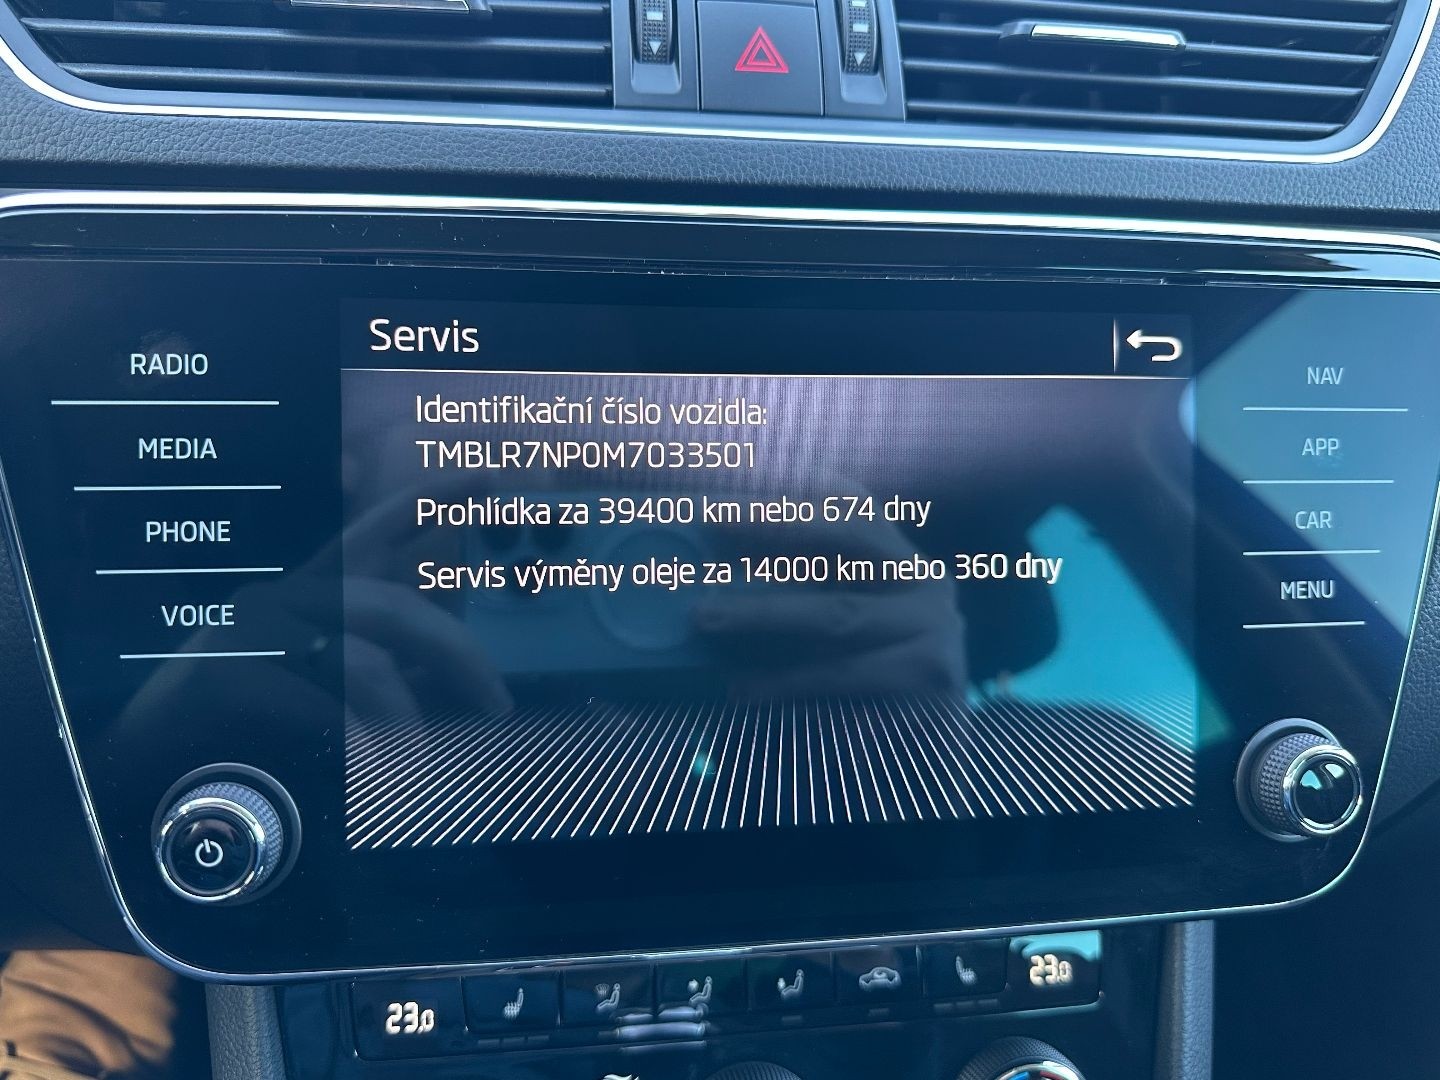 Servis
RADIO
MEDIA
PHONE
VOICE
Identifikační číslo vozidla:
TMBLR7NP0M7033501
Prohlídka za 39400 km nebo 674 dny
Servis výměny oleje za 14000 km nebo 360 dny
NAV
APP
CAR
MENU
23,0
23,0